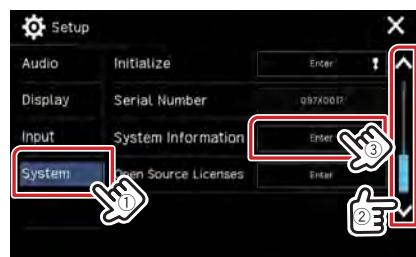 Setup
Audio
Initialize
Enter
Display
Serial Number
097X0017
Input
System Information
Enter
③
System
Open Source Licenses
Enter
①
②